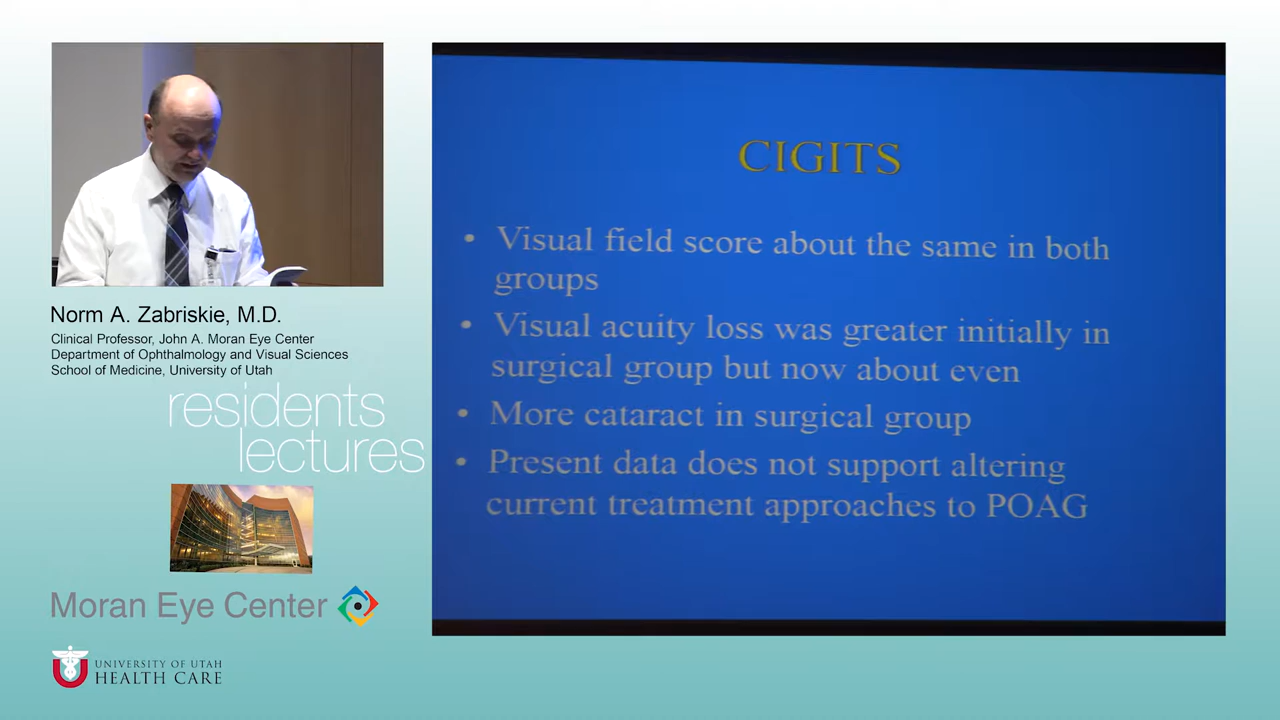 Norm A. Zabriskie, M.D.
Clinical Professor, John A. Moran Eye Center
Department of Ophthalmology and Visual Sciences
School of Medicine, University of Utah
residents
lectures
Moran Eye Center
UNIVERSITY OF UTAH
HEALTH CARE
CIGITS
• Visual field score about the same in both
groups
• Visual acuity loss was greater initially in
surgical group but now about even
• More cataract in surgical group
• Present data does not support altering
current treatment approaches to POAG